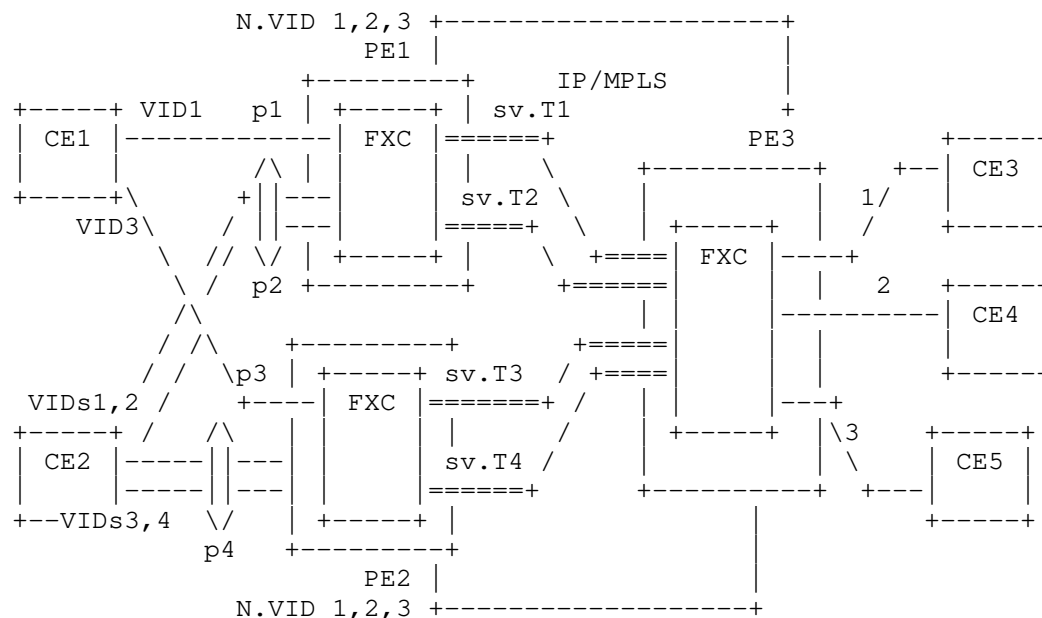 N.VID 1,2,3
PE1
IP/MPLS
VID1 p1 sv.T1
CE1 FXC PE3
CE3
sv.T2 1
VID3
FXC
p2 2
CE4
p3 sv.T3
VIDs1,2 FXC
3
CE2 sv.T4 CE5
VIDs3,4
p4
PE2
N.VID 1,2,3